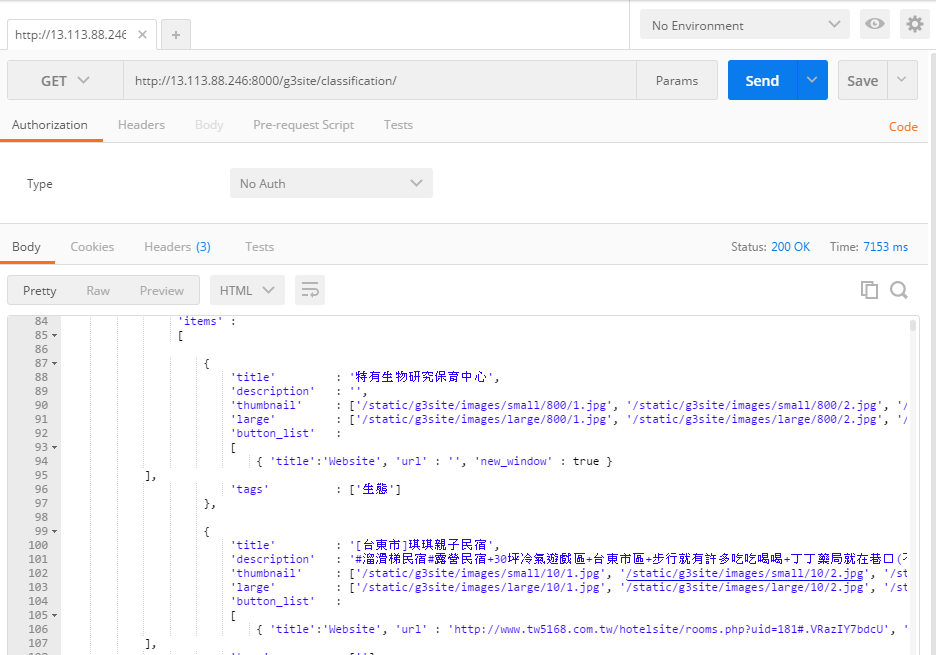 http://13.113.88.246
No Environment
GET http://13.113.88.246:8000/g3site/classification/ Params Send Save
Authorization Headers Body Pre-request Script Tests Code
Type No Auth
Body Cookies Headers (3) Tests Status: 200 OK Time: 7153 ms
Pretty Raw Preview HTML
84 'items' :
85 [
86
87 {
88 'title' : '特有生物研究保育中心',
89 'description' : '',
90 'thumbnail' : ['/static/g3site/images/small/800/1.jpg', '/static/g3site/images/small/800/2.jpg', '/
91 'large' : ['/static/g3site/images/large/800/1.jpg', '/static/g3site/images/large/800/2.jpg', '/
92 'button_list' :
93 [
94 { 'title':'Website', 'url' : '', 'new_window' : true }
95 ],
96 'tags' : ['生態']
97 },
98
99 {
100 'title' : '[台東市]琪琪親子民宿',
101 'description' : '#溜滑梯民宿#露營民宿+30坪冷氣遊戲區+台東市區+步行就有許多吃吃喝喝+丁丁藥局就在巷口(
102 'thumbnail' : ['/static/g3site/images/small/10/1.jpg', '/static/g3site/images/small/10/2.jpg', '/st
103 'large' : ['/static/g3site/images/large/10/1.jpg', '/static/g3site/images/large/10/2.jpg', '/st
104 'button_list' :
105 [
106 { 'title':'Website', 'url' : 'http://www.tw5168.com.tw/hotelsite/rooms.php?uid=181#.VRazIY7bdcU', '
107 ],